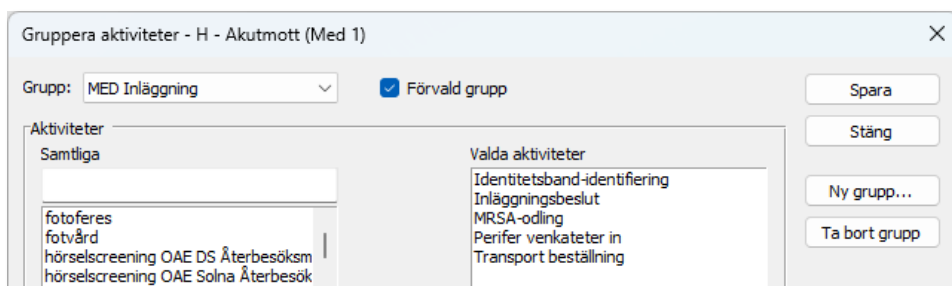 Gruppera aktiviteter - H - Akutmott (Med 1)
Grupp: MED Inläggning
Förvald grupp
Spara
Aktiviteter
Stäng
Samtliga
Valda aktiviteter
Identitetsband-identifiering
Inläggningsbeslut
MRSA-odling
Perifer venkateter in
Transport beställning
Ny grupp...
Ta bort grupp
fotoferes
fotvård
hörselscreening OAE DS Återbesöksm
hörselscreening OAE Solna Återbesök